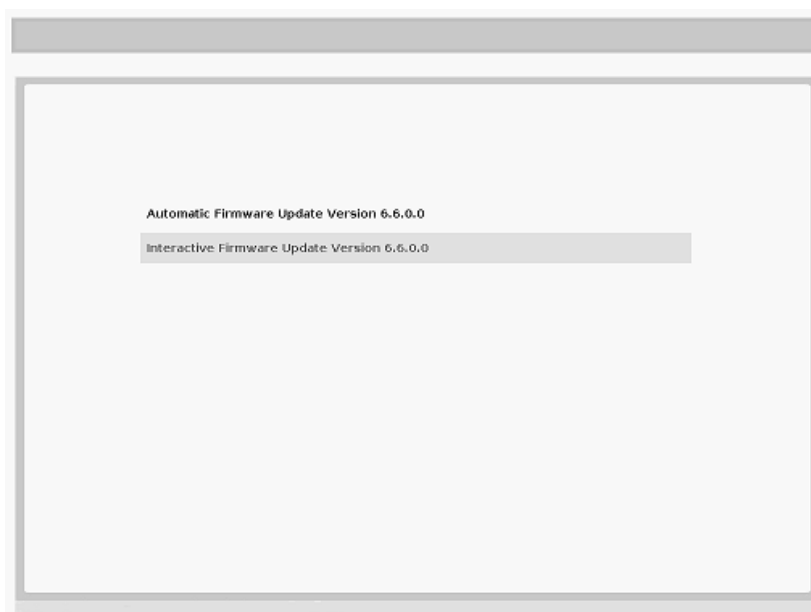 Automatic Firmware Update Version 6.6.0.0
Interactive Firmware Update Version 6.6.0.0